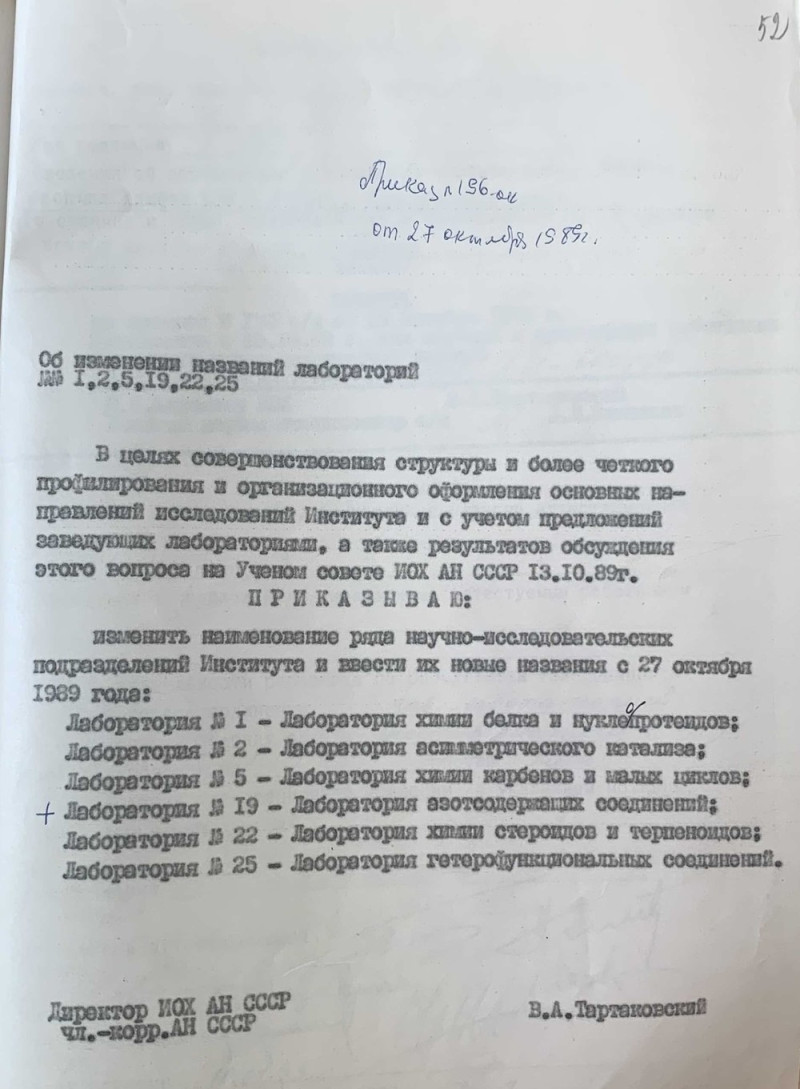 52
Приказ № 196-ок
от 27 октября 1989г.
Об изменении названий лабораторий
№№ 1,2,5,19,22,25
В целях совершенствования структуры и более четкого
профилирования и организационного оформления основных на-
правлений исследований Института и с учетом предложений
заведующих лабораториями, а также результатов обсуждения
этого вопроса на Ученом совете ИОХ АН СССР 13.10.89г.
П Р И К А З Ы В А Ю:
изменить наименование ряда научно-исследовательских
подразделений Института и ввести их новые названия с 27 октября
1989 года:
Лаборатория № 1 – Лаборатория химии белка и нуклеопротеидов;
Лаборатория № 2 – Лаборатория асимметрического катализа;
Лаборатория № 5 – Лаборатория химии карбенов и малых циклов;
+ Лаборатория № 19 – Лаборатория азотсодержащих соединений;
Лаборатория № 22 – Лаборатория химии стероидов и терпеноидов;
Лаборатория № 25 – Лаборатория гетерофункциональных соединений.
Директор ИОХ АН СССР
чл.-корр.АН СССР
В.А.Тартаковский